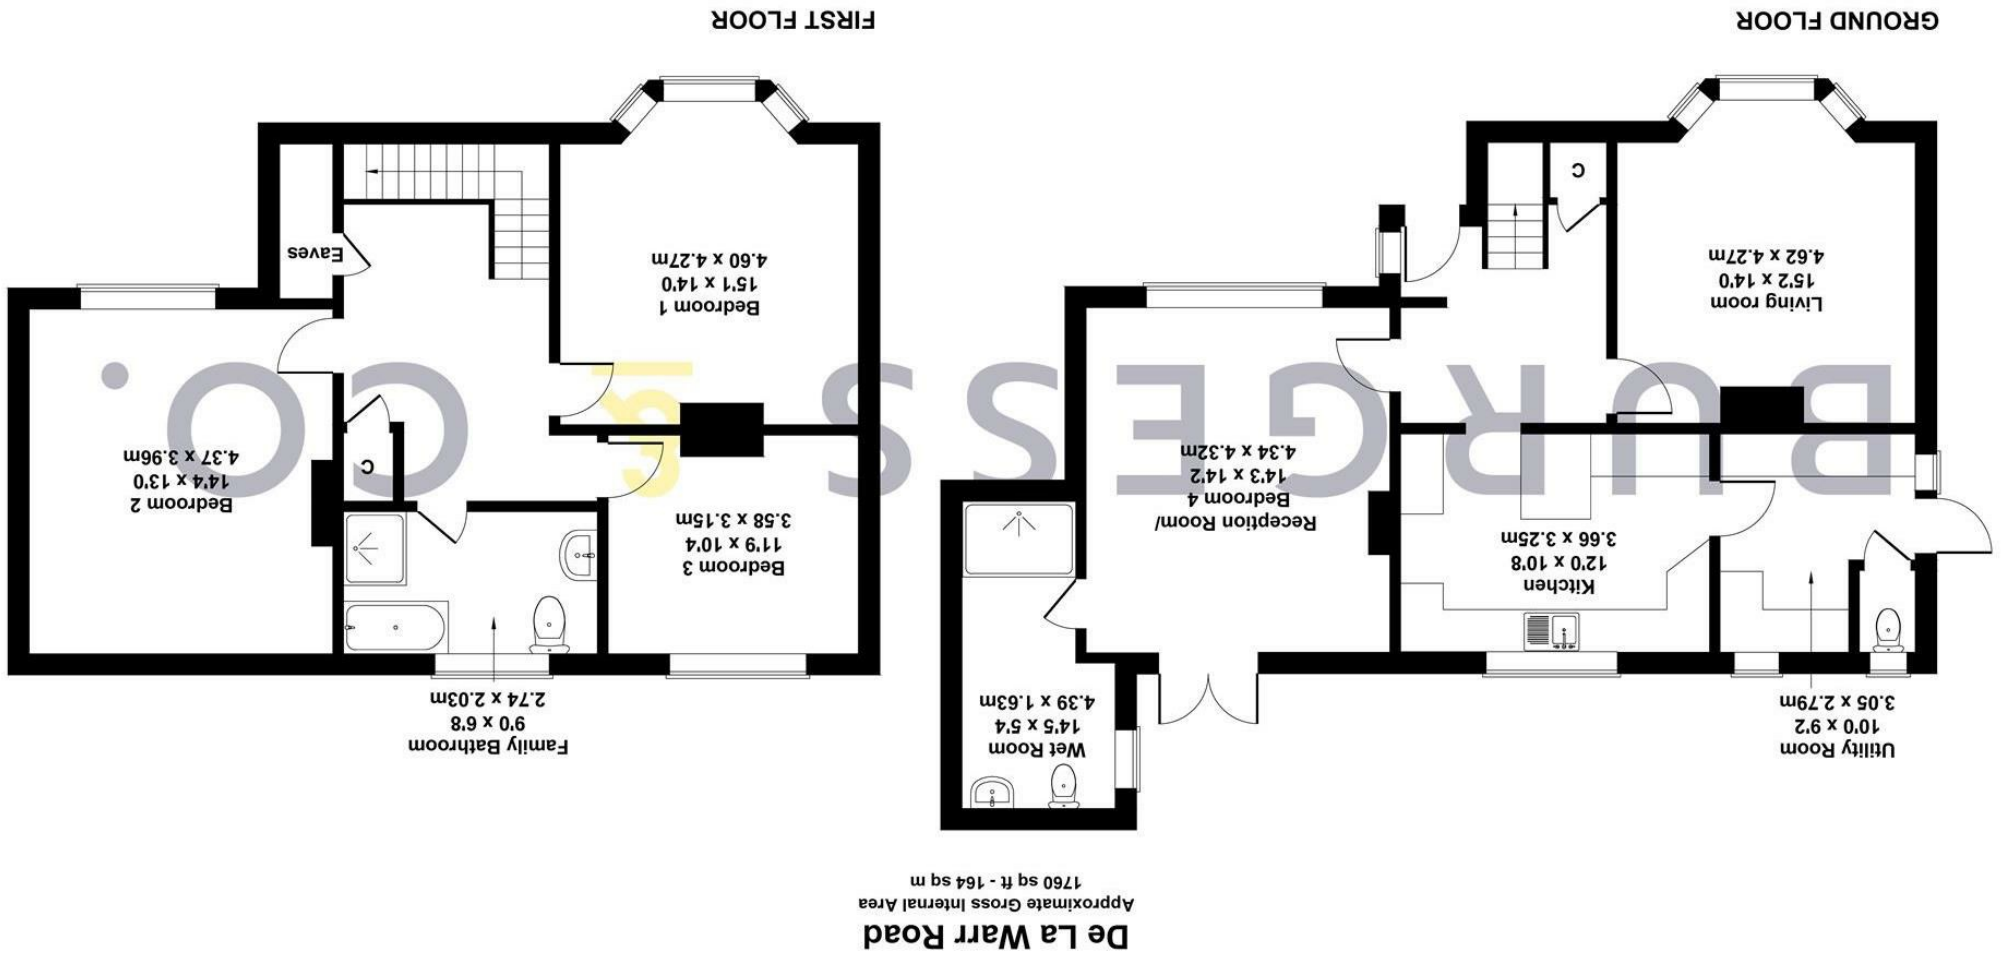 De La Warr Road
Approximate Gross Internal Area
1760 sq ft - 164 sq m
Utility Room
10'0 x 9'2
3.05 x 2.79m
Wet Room
14'5 x 5'4
4.39 x 1.63m
Kitchen
12'0 x 10'8
3.66 x 3.25m
Reception Room/
Bedroom 4
14'3 x 14'2
4.34 x 4.32m
Living room
15'2 x 14'0
4.62 x 4.27m
C
GROUND FLOOR
Family Bathroom
9'0 x 6'8
2.74 x 2.03m
Bedroom 3
11'9 x 10'4
3.58 x 3.15m
Bedroom 2
14'4 x 13'0
4.37 x 3.96m
C
Bedroom 1
15'1 x 14'0
4.60 x 4.27m
Eaves
FIRST FLOOR
BURGESS & CO.